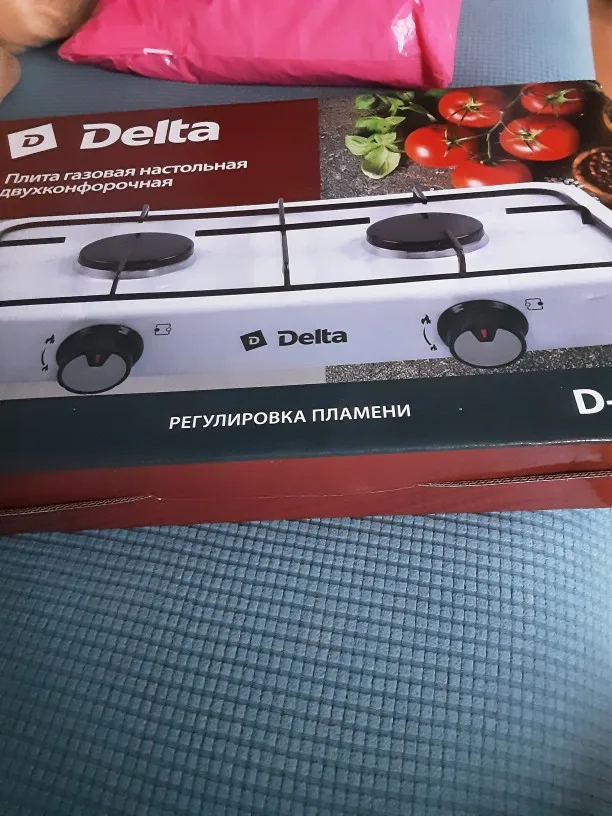 Delta
Плита газовая настольная
двухконфорочная
Delta
РЕГУЛИРОВКА ПЛАМЕНИ
D-